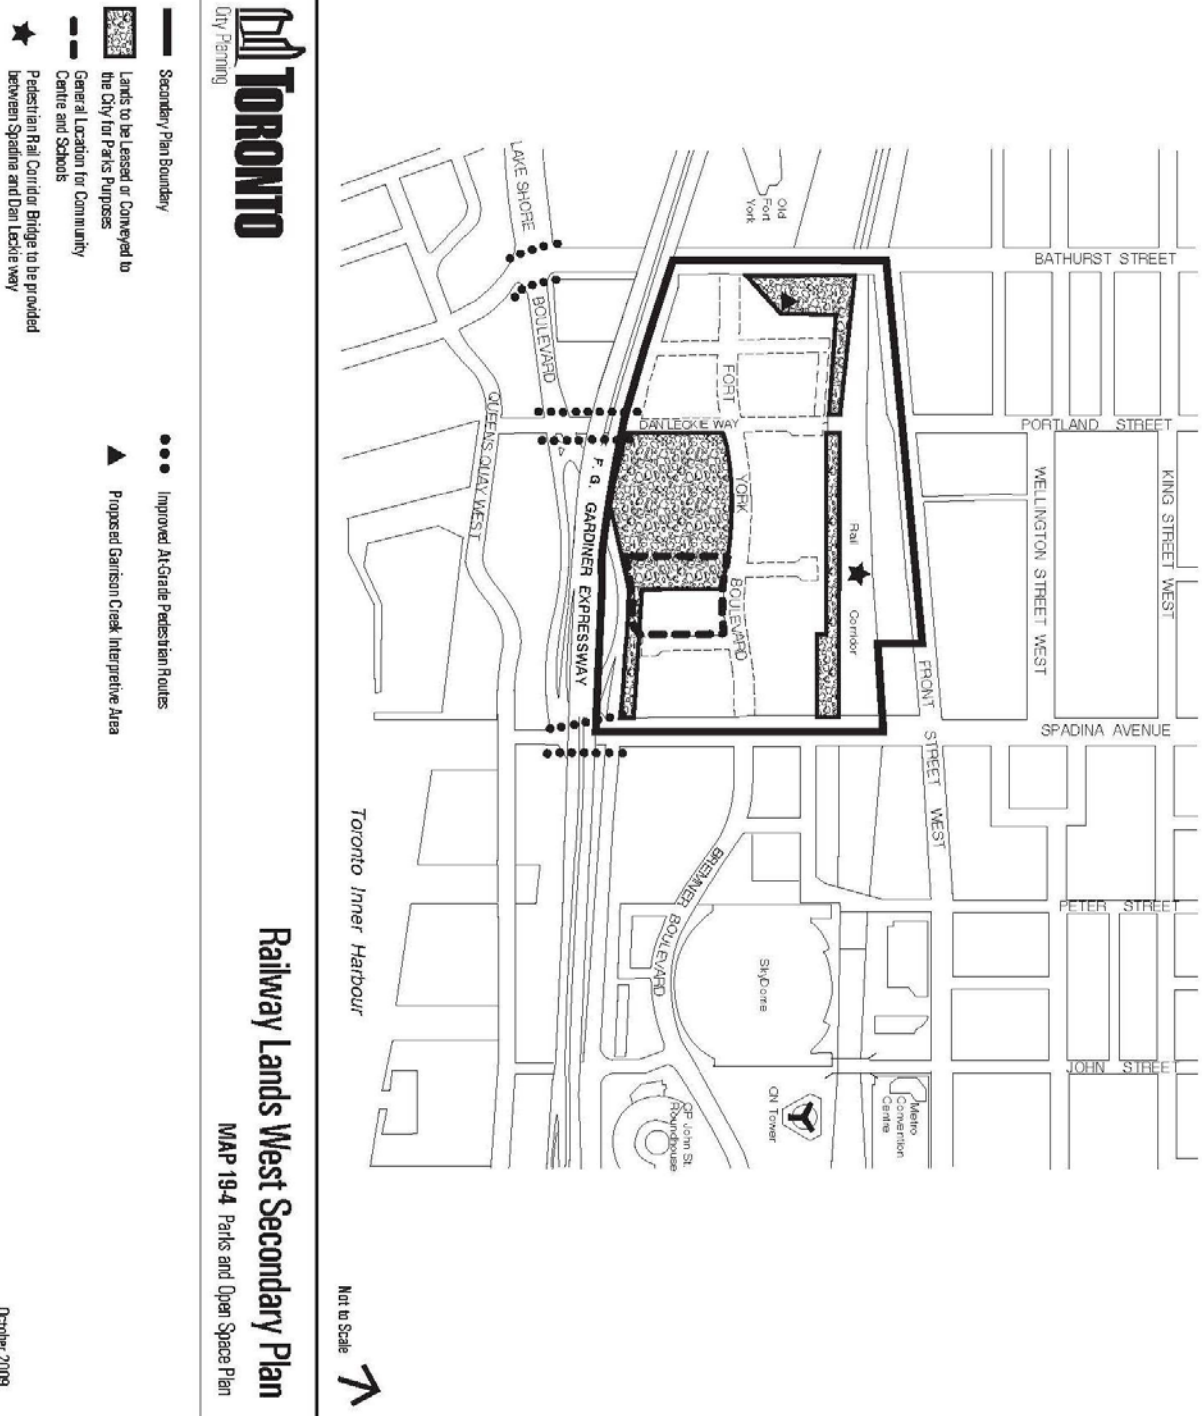 BATHURST STREET
PORTLAND STREET
SPADINA AVENUE
PETER STREET
JOHN STREET
KING STREET WEST
WELLINGTON STREET WEST
FRONT STREET WEST
Old
Fort
York
Rail Corridor
FORT YORK BOULEVARD
DAN LECKIE WAY
LAKE SHORE BOULEVARD
F. G. GARDINER EXPRESSWAY
QUEENS QUAY WEST
BREMNER BOULEVARD
SkyDome
CN Tower
Metro
Convention
Centre
CP John St.
Roundhouse
Toronto Inner Harbour
Not to Scale
TORONTO
City Planning
Railway Lands West Secondary Plan
MAP 19-4 Parks and Open Space Plan
Secondary Plan Boundary
Lands to be Leased or Conveyed to
the City for Parks Purposes
General Location for Community
Centre and Schools
Pedestrian Rail Corridor Bridge to be provided
between Spadina and Dan Leckie way
Improved At-Grade Pedestrian Routes
Proposed Garrison Creek Interpretive Area
October 2009